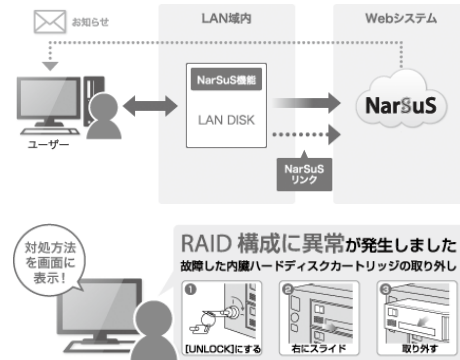 お知らせ
LAN域内
Webシステム
NarSuS機能
LAN DISK
NarSuS
ユーザー
NarSuS
リンク
対処方法
を画面に
表示！
RAID 構成に異常が発生しました
故障した内臓ハードディスクカートリッジの取り外し
1
[UNLOCK]にする
2
右にスライド
3
取り外す